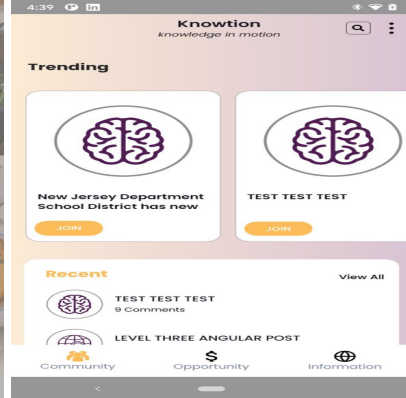 4:39
Knowtion
knowledge in motion
Trending
New Jersey Department
School District has new
JOIN
TEST TEST TEST
JOIN
Recent
View All
TEST TEST TEST
9 Comments
LEVEL THREE ANGULAR POST
Community
Opportunity
Information